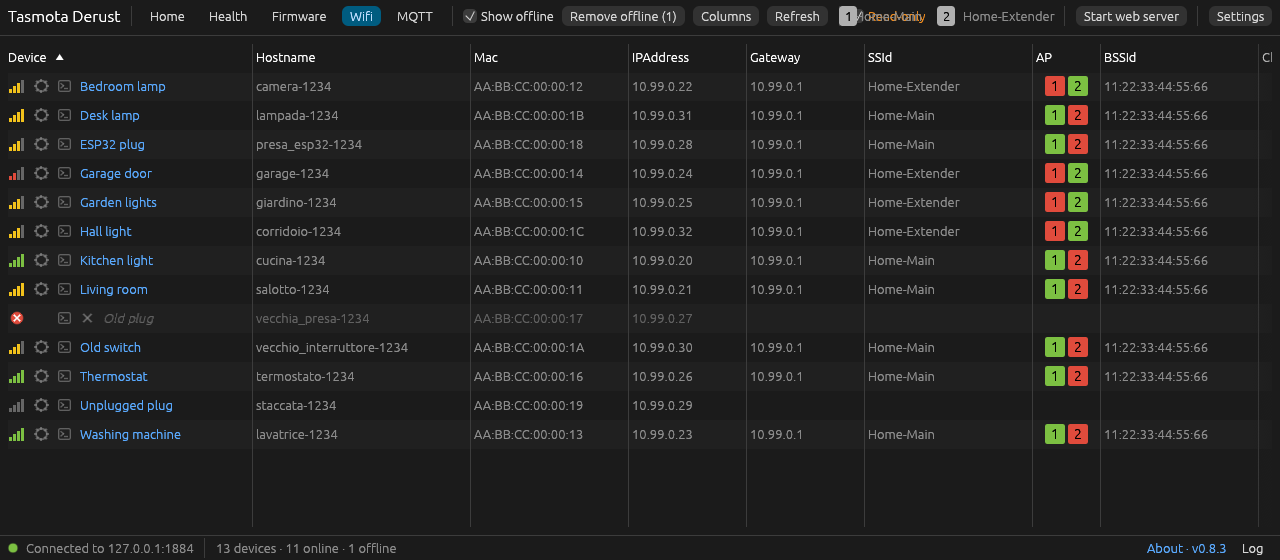 Tasmota Derust Home Health Firmware Wifi MQTT Show offline Remove offline (1) Columns Refresh 1 Home-Main Read-only 2 Home-Extender Start web server Settings
Device Hostname Mac IPAddress Gateway SSId AP BSSId
Bedroom lamp camera-1234 AA:BB:CC:00:00:12 10.99.0.22 10.99.0.1 Home-Extender 1 2 11:22:33:44:55:66
Desk lamp lampada-1234 AA:BB:CC:00:00:1B 10.99.0.31 10.99.0.1 Home-Main 1 2 11:22:33:44:55:66
ESP32 plug presa_esp32-1234 AA:BB:CC:00:00:18 10.99.0.28 10.99.0.1 Home-Main 1 2 11:22:33:44:55:66
Garage door garage-1234 AA:BB:CC:00:00:14 10.99.0.24 10.99.0.1 Home-Extender 1 2 11:22:33:44:55:66
Garden lights giardino-1234 AA:BB:CC:00:00:15 10.99.0.25 10.99.0.1 Home-Extender 1 2 11:22:33:44:55:66
Hall light corridoio-1234 AA:BB:CC:00:00:1C 10.99.0.32 10.99.0.1 Home-Extender 1 2 11:22:33:44:55:66
Kitchen light cucina-1234 AA:BB:CC:00:00:10 10.99.0.20 10.99.0.1 Home-Main 1 2 11:22:33:44:55:66
Living room salotto-1234 AA:BB:CC:00:00:11 10.99.0.21 10.99.0.1 Home-Main 1 2 11:22:33:44:55:66
Old plug vecchia_presa-1234 AA:BB:CC:00:00:17 10.99.0.27
Old switch vecchio_interruttore-1234 AA:BB:CC:00:00:1A 10.99.0.30 10.99.0.1 Home-Main 1 2 11:22:33:44:55:66
Thermostat termostato-1234 AA:BB:CC:00:00:16 10.99.0.26 10.99.0.1 Home-Main 1 2 11:22:33:44:55:66
Unplugged plug staccata-1234 AA:BB:CC:00:00:19 10.99.0.29
Washing machine lavatrice-1234 AA:BB:CC:00:00:13 10.99.0.23 10.99.0.1 Home-Main 1 2 11:22:33:44:55:66
Connected to 127.0.0.1:1884 13 devices · 11 online · 1 offline About · v0.8.3 Log